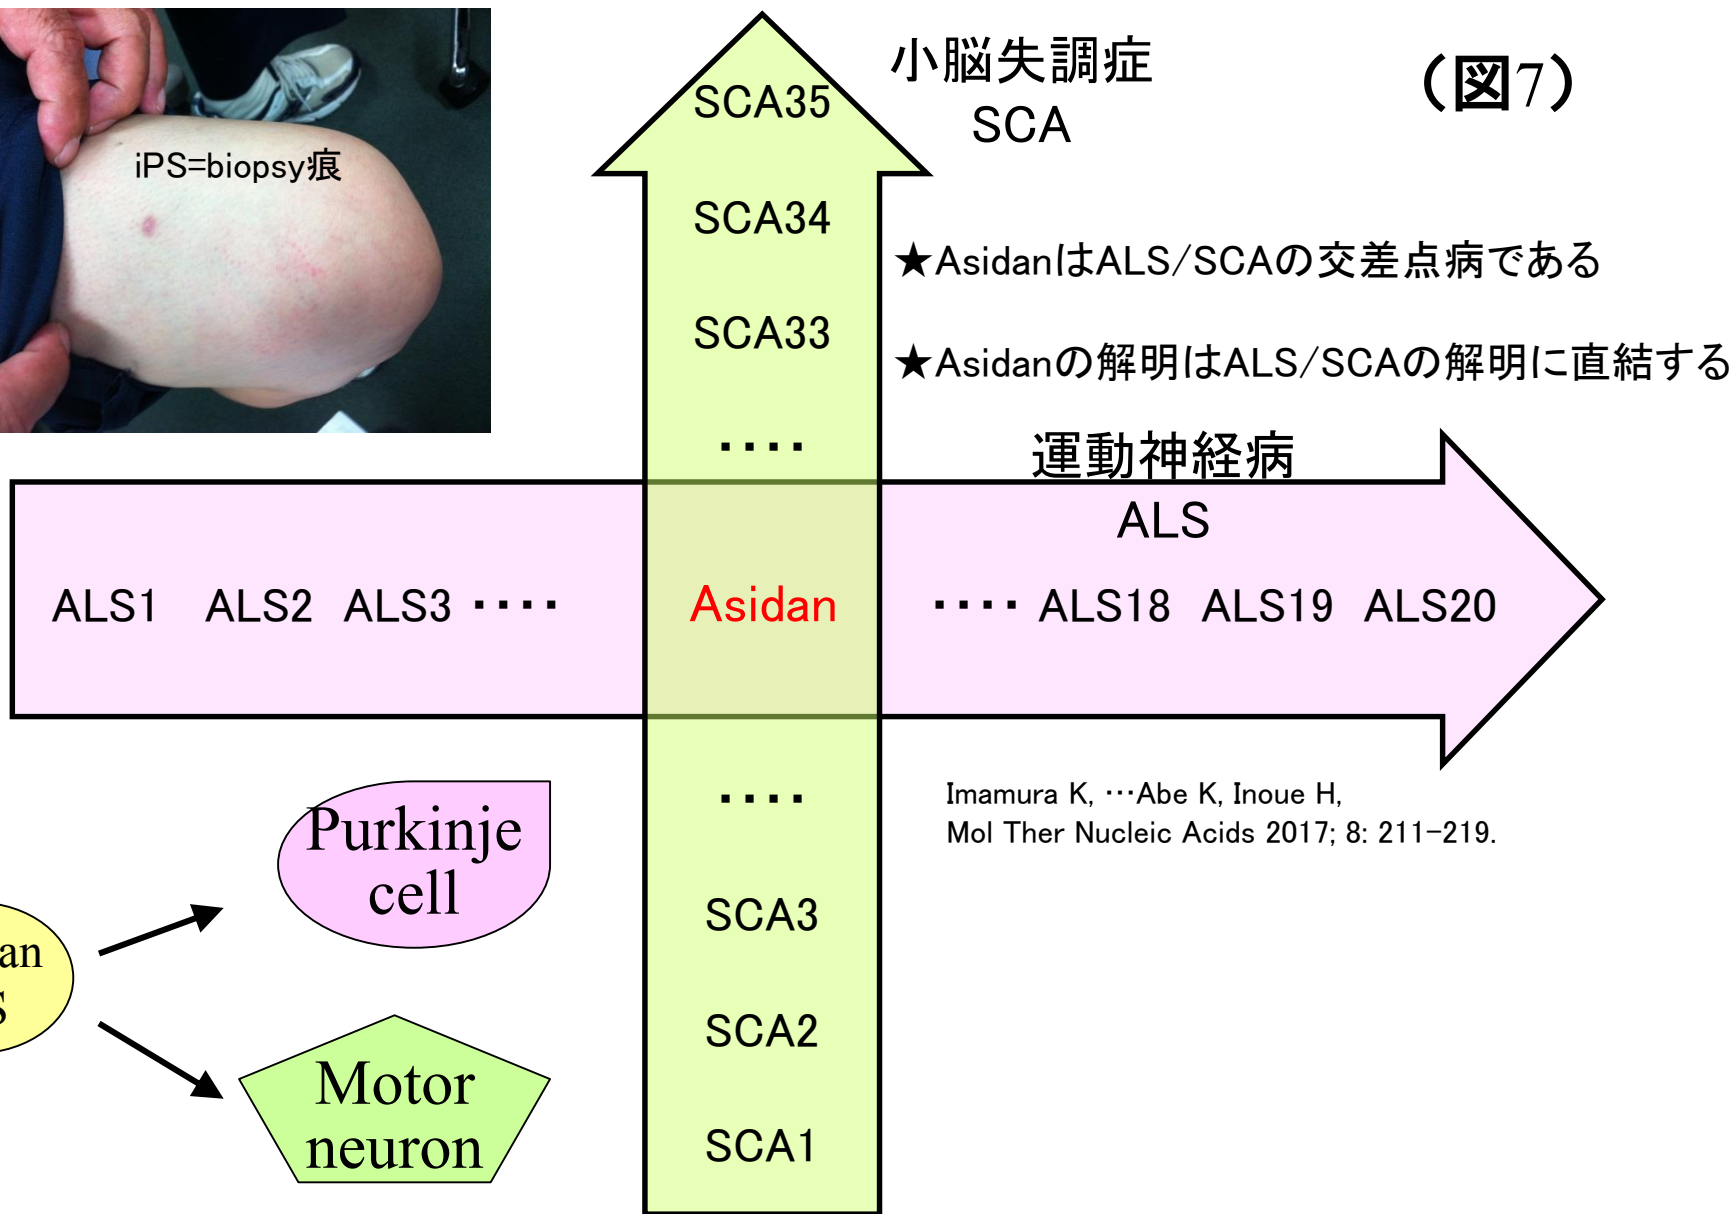 iPS=biopsy痕
小脳失調症
SCA
(図7)
SCA35
SCA34
SCA33
････
★AsidanはALS/SCAの交差点病である
★Asidanの解明はALS/SCAの解明に直結する
運動神経病
ALS
ALS1 ALS2 ALS3 ････
Asidan
････ ALS18 ALS19 ALS20
････
SCA3
SCA2
SCA1
Imamura K, …Abe K, Inoue H,
Mol Ther Nucleic Acids 2017; 8: 211-219.
Purkinje
cell
an
S
Motor
neuron